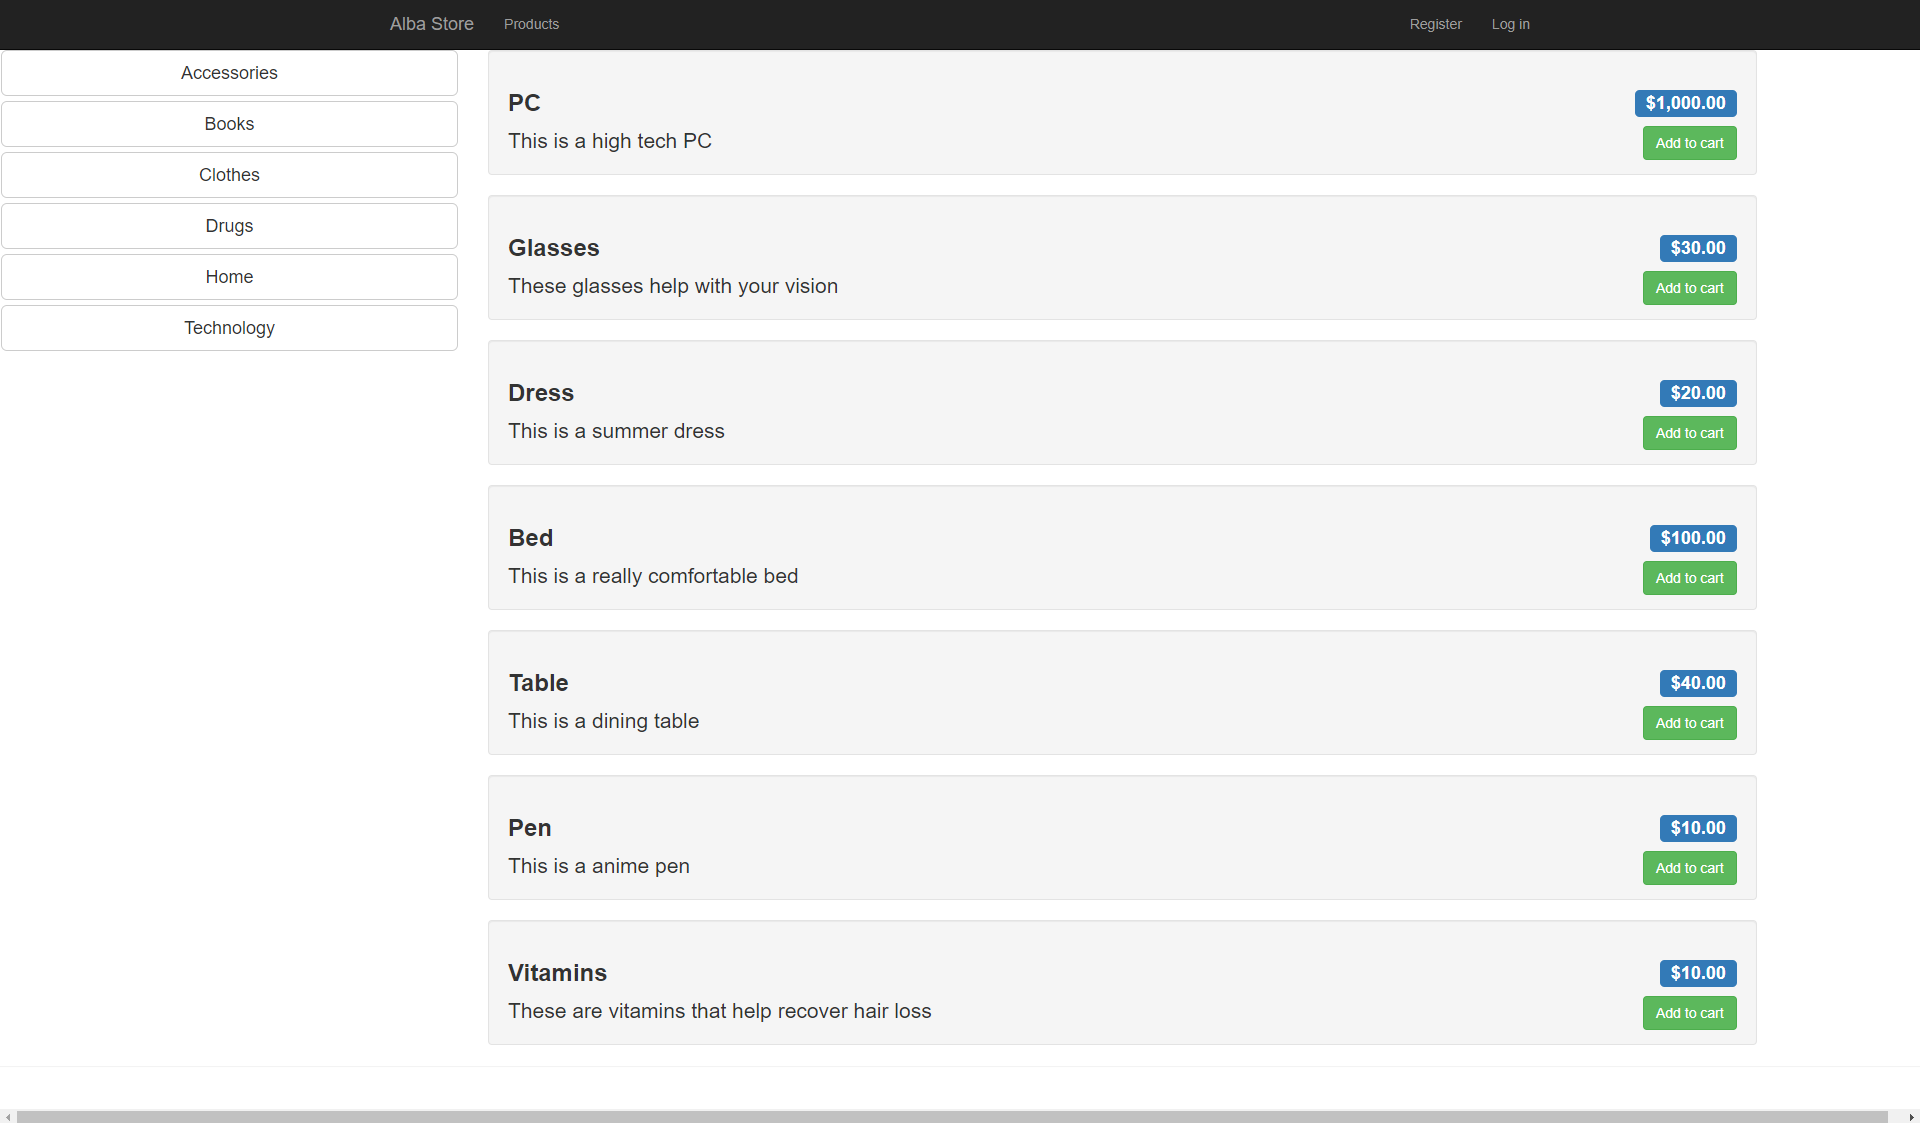 Alba Store Products Register Log in
Accessories
Books
Clothes
Drugs
Home
Technology
PC $1,000.00
This is a high tech PC Add to cart
Glasses $30.00
These glasses help with your vision Add to cart
Dress $20.00
This is a summer dress Add to cart
Bed $100.00
This is a really comfortable bed Add to cart
Table $40.00
This is a dining table Add to cart
Pen $10.00
This is a anime pen Add to cart
Vitamins $10.00
These are vitamins that help recover hair loss Add to cart